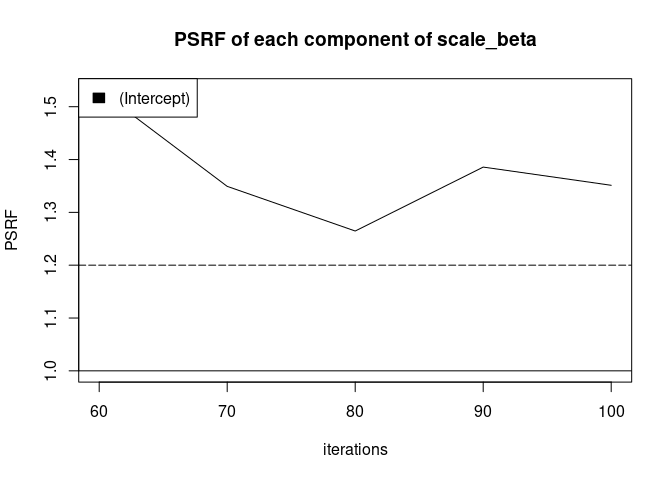 PSRF of each component of scale_beta
(Intercept)
PSRF
1.5
1.4
1.3
1.2
1.1
1.0
60 70 80 90 100
iterations